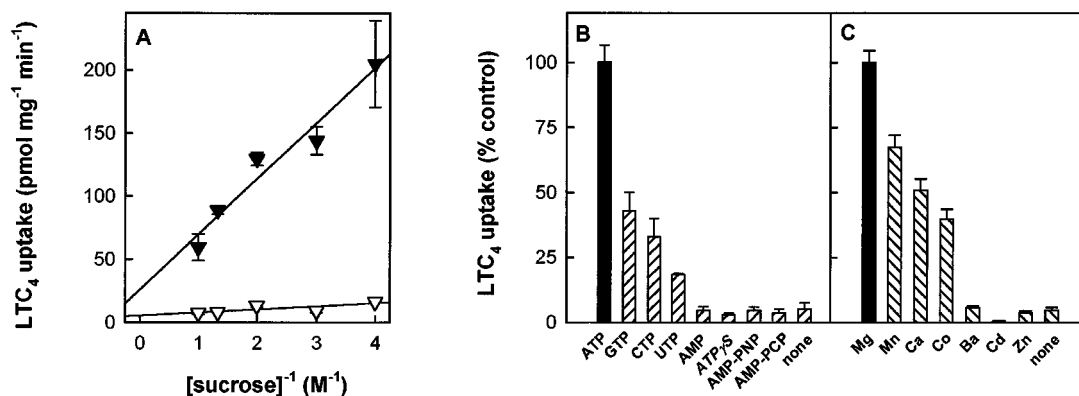 A
LTC4 uptake (pmol mg-1 min-1)
200
150
100
50
0
0 1 2 3 4
[sucrose]-1 (M-1)
B
LTC4 uptake (% control)
100
75
50
25
0
ATP
GTP
CTP
UTP
AMP
ATPγS
AMP-PNP
AMP-PCP
none
C
Mg
Mn
Ca
Co
Ba
Cd
Zn
none